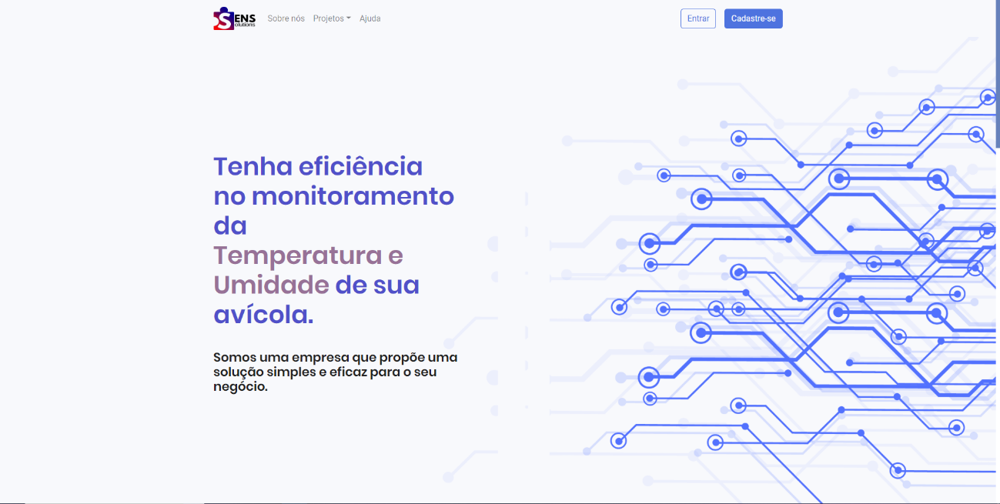 SENS
Solutions
Sobre nós Projetos Ajuda
Entrar
Cadastre-se
Tenha eficiência
no monitoramento
da
Temperatura e
Umidade de sua
avícola.
Somos uma empresa que propõe uma
solução simples e eficaz para o seu
negócio.